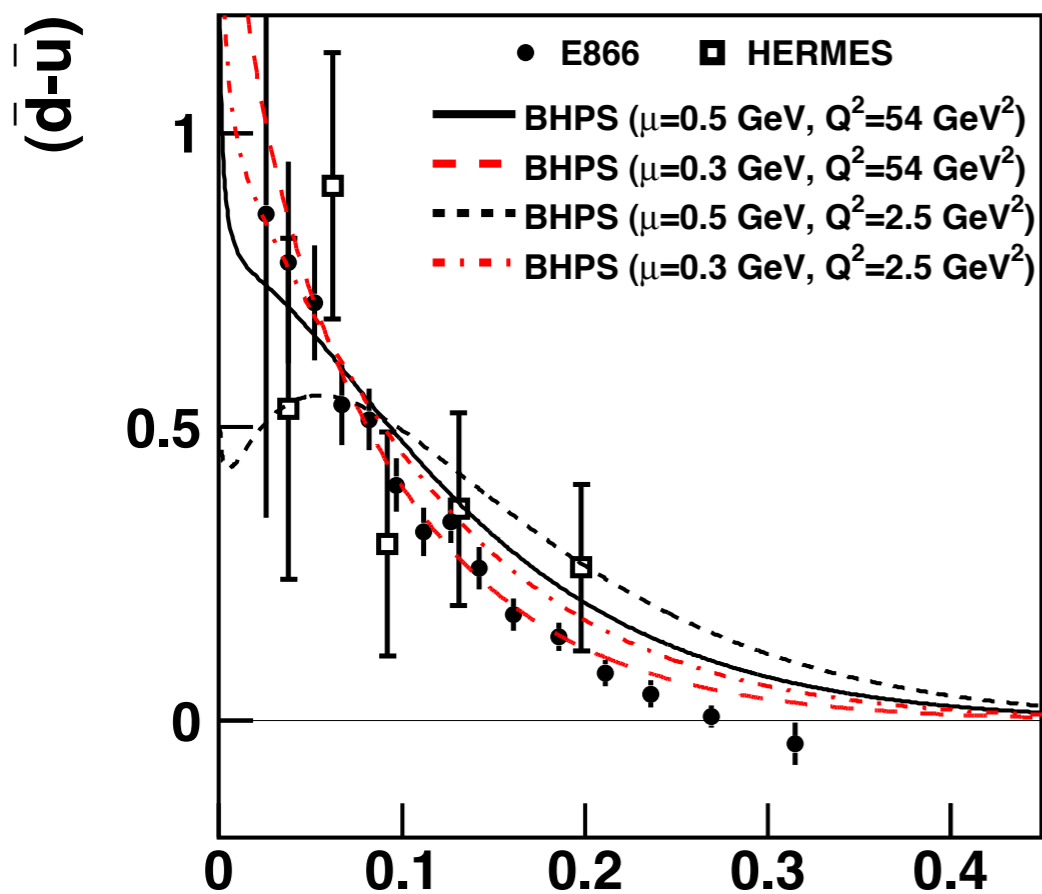 (d̄-ū)
E866 HERMES
BHPS (μ=0.5 GeV, Q²=54 GeV²)
BHPS (μ=0.3 GeV, Q²=54 GeV²)
BHPS (μ=0.5 GeV, Q²=2.5 GeV²)
BHPS (μ=0.3 GeV, Q²=2.5 GeV²)
1
0.5
0
0 0.1 0.2 0.3 0.4